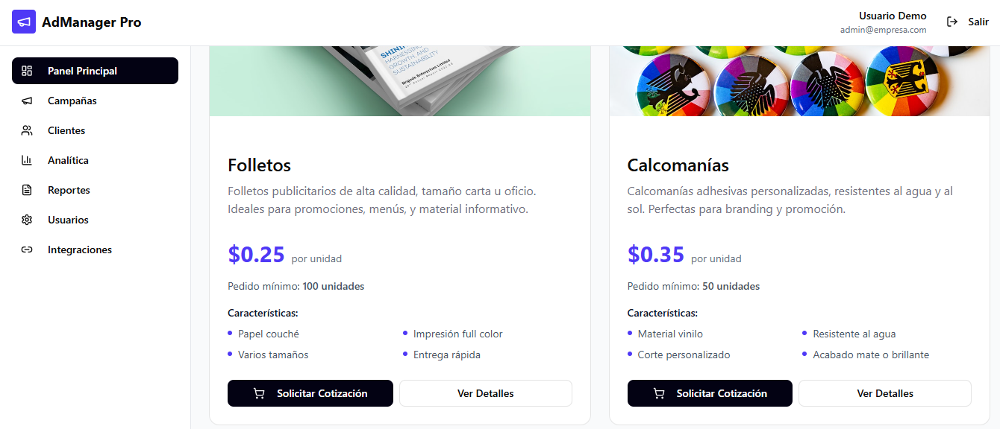 AdManager Pro
Usuario Demo
admin@empresa.com
Salir
Panel Principal
Campañas
Clientes
Analítica
Reportes
Usuarios
Integraciones
HARNESSING
GROWTH AND
SUSTAINABILITY
Brigade Enterprises Limited
Folletos
Folletos publicitarios de alta calidad, tamaño carta u oficio.
Ideales para promociones, menús, y material informativo.
$0.25 por unidad
Pedido mínimo: 100 unidades
Características:
Papel couché
Impresión full color
Varios tamaños
Entrega rápida
Solicitar Cotización
Ver Detalles
Calcomanías
Calcomanías adhesivas personalizadas, resistentes al agua y al
sol. Perfectas para branding y promoción.
$0.35 por unidad
Pedido mínimo: 50 unidades
Características:
Material vinilo
Resistente al agua
Corte personalizado
Acabado mate o brillante
Solicitar Cotización
Ver Detalles